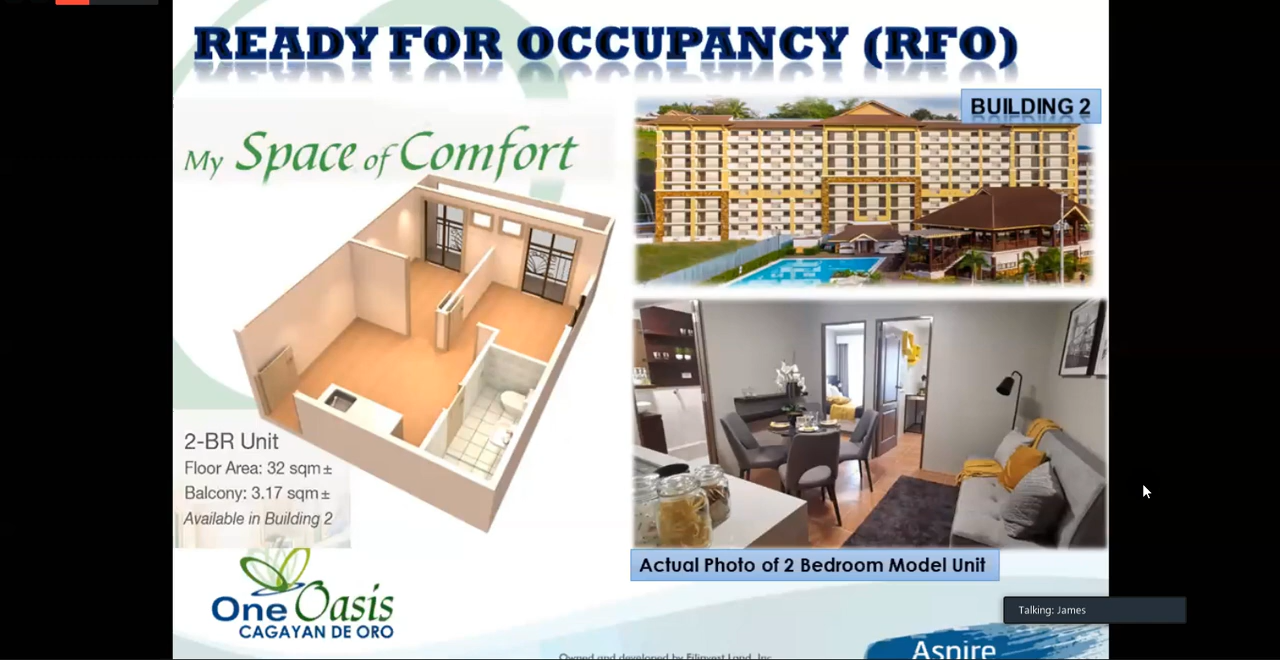 READY FOR OCCUPANCY (RFO)
BUILDING 2
My Space of Comfort
2-BR Unit
Floor Area: 32 sqm±
Balcony: 3.17 sqm±
Available in Building 2
Actual Photo of 2 Bedroom Model Unit
One Oasis
CAGAYAN DE ORO
Talking: James
Owned and developed by Filinvest Land, Inc.
Aspire